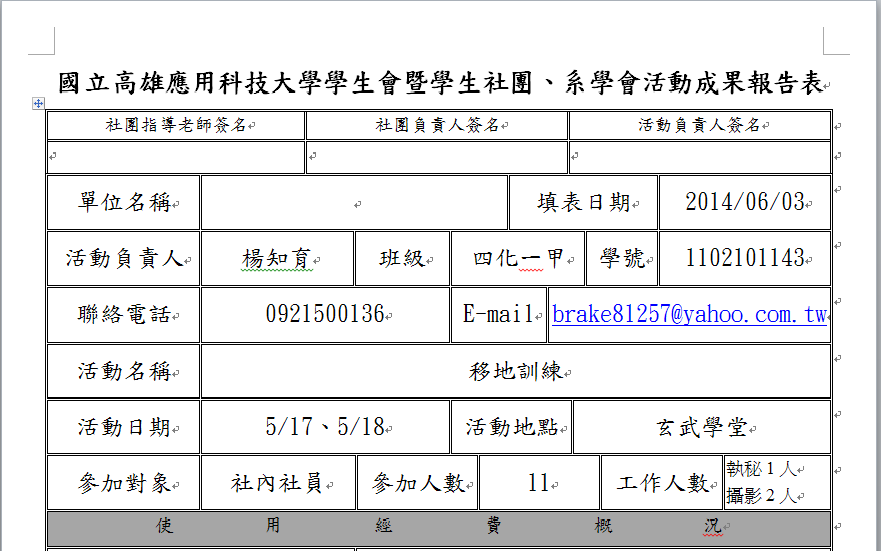 國立高雄應用科技大學學生會暨學生社團、系學會活動成果報告表
社團指導老師簽名 社團負責人簽名 活動負責人簽名
單位名稱 填表日期 2014/06/03
活動負責人 楊知育 班級 四化一甲 學號 1102101143
聯絡電話 0921500136 E-mail brake81257@yahoo.com.tw
活動名稱 移地訓練
活動日期 5/17、5/18 活動地點 玄武學堂
參加對象 社內社員 參加人數 11 工作人數 執秘 1 人
攝影 2 人
使用經費概況